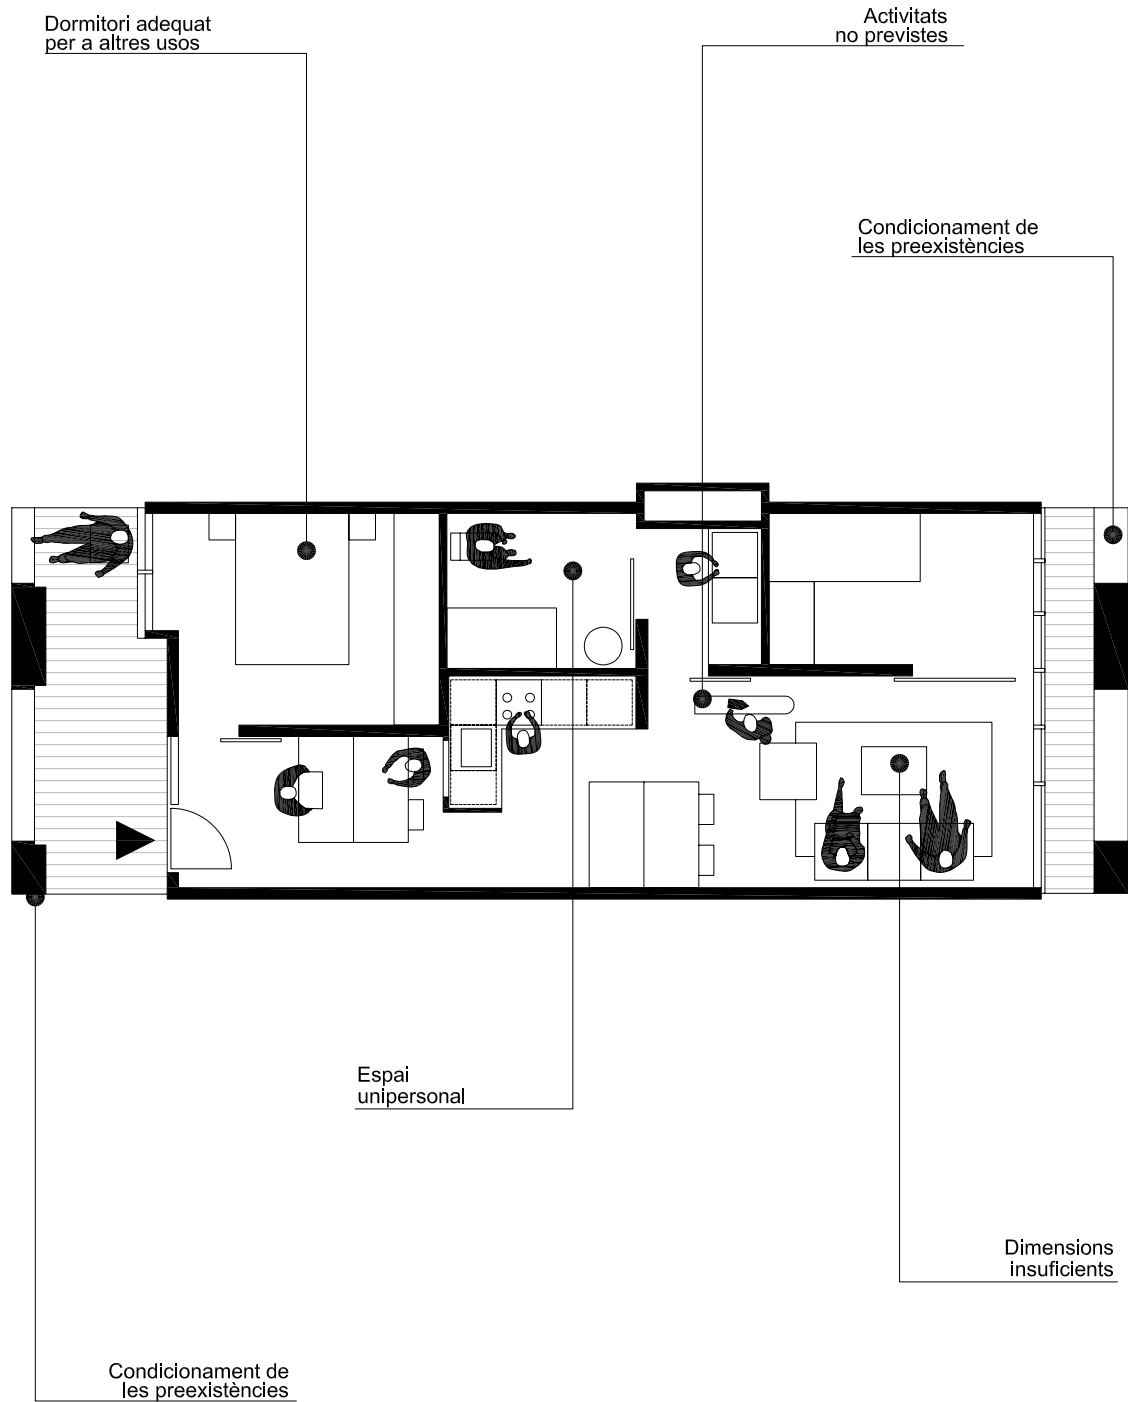 Dormitori adequat
per a altres usos
Activitats
no previstes
Condicionament de
les preexistències
Espai
unipersonal
Dimensions
insuficients
Condicionament de
les preexistències